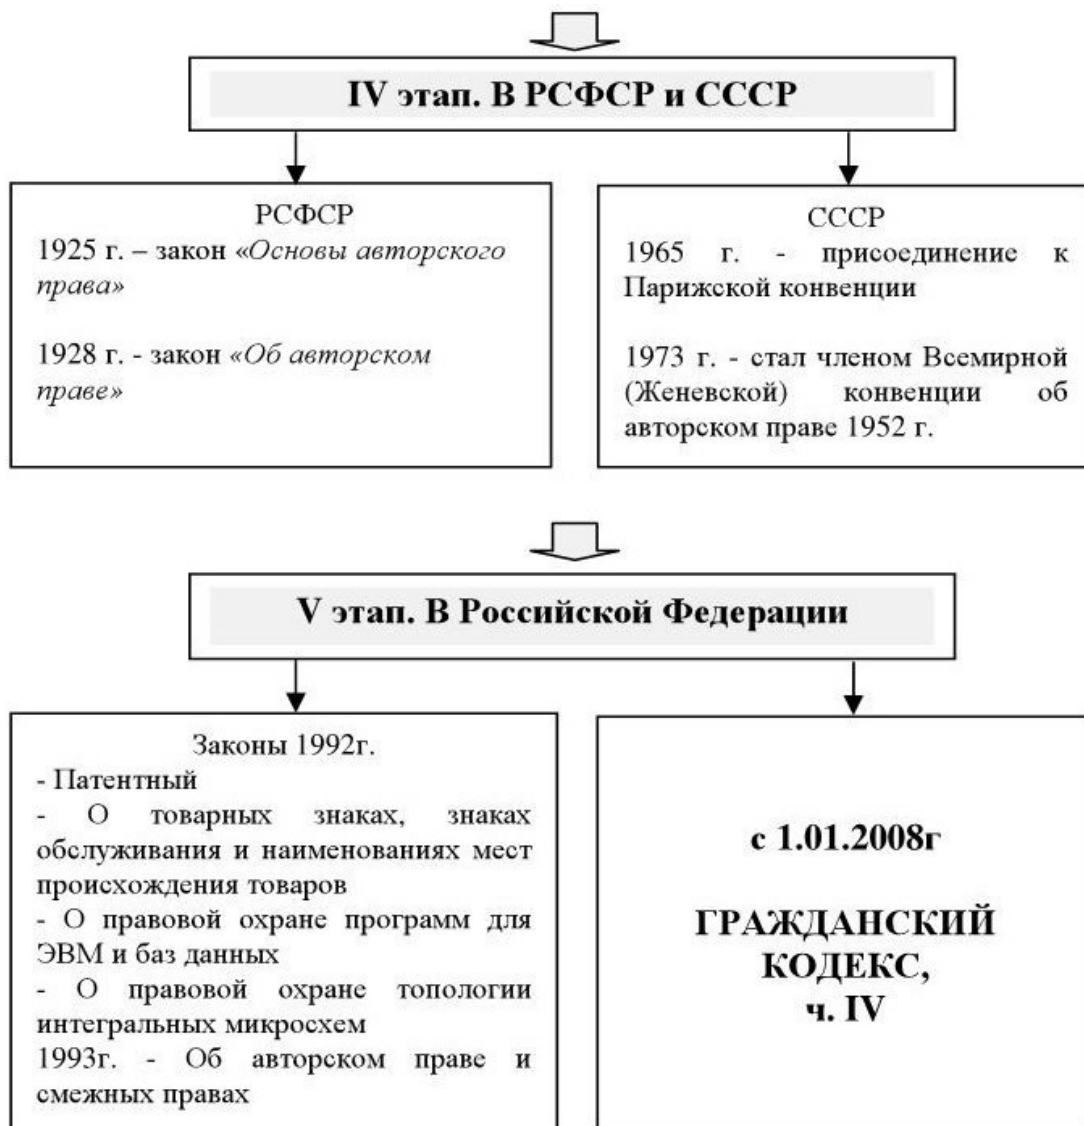 IV этап. В РСФСР и СССР
РСФСР
1925 г. – закон «Основы авторского
права»
1928 г. - закон «Об авторском
праве»
СССР
1965 г. - присоединение к
Парижской конвенции
1973 г. - стал членом Всемирной
(Женевской) конвенции об
авторском праве 1952 г.
V этап. В Российской Федерации
Законы 1992г.
- Патентный
- О товарных знаках, знаках
обслуживания и наименованиях мест
происхождения товаров
- О правовой охране программ для
ЭВМ и баз данных
- О правовой охране топологии
интегральных микросхем
1993г. - Об авторском праве и
смежных правах
с 1.01.2008г
ГРАЖДАНСКИЙ
КОДЕКС,
ч. IV